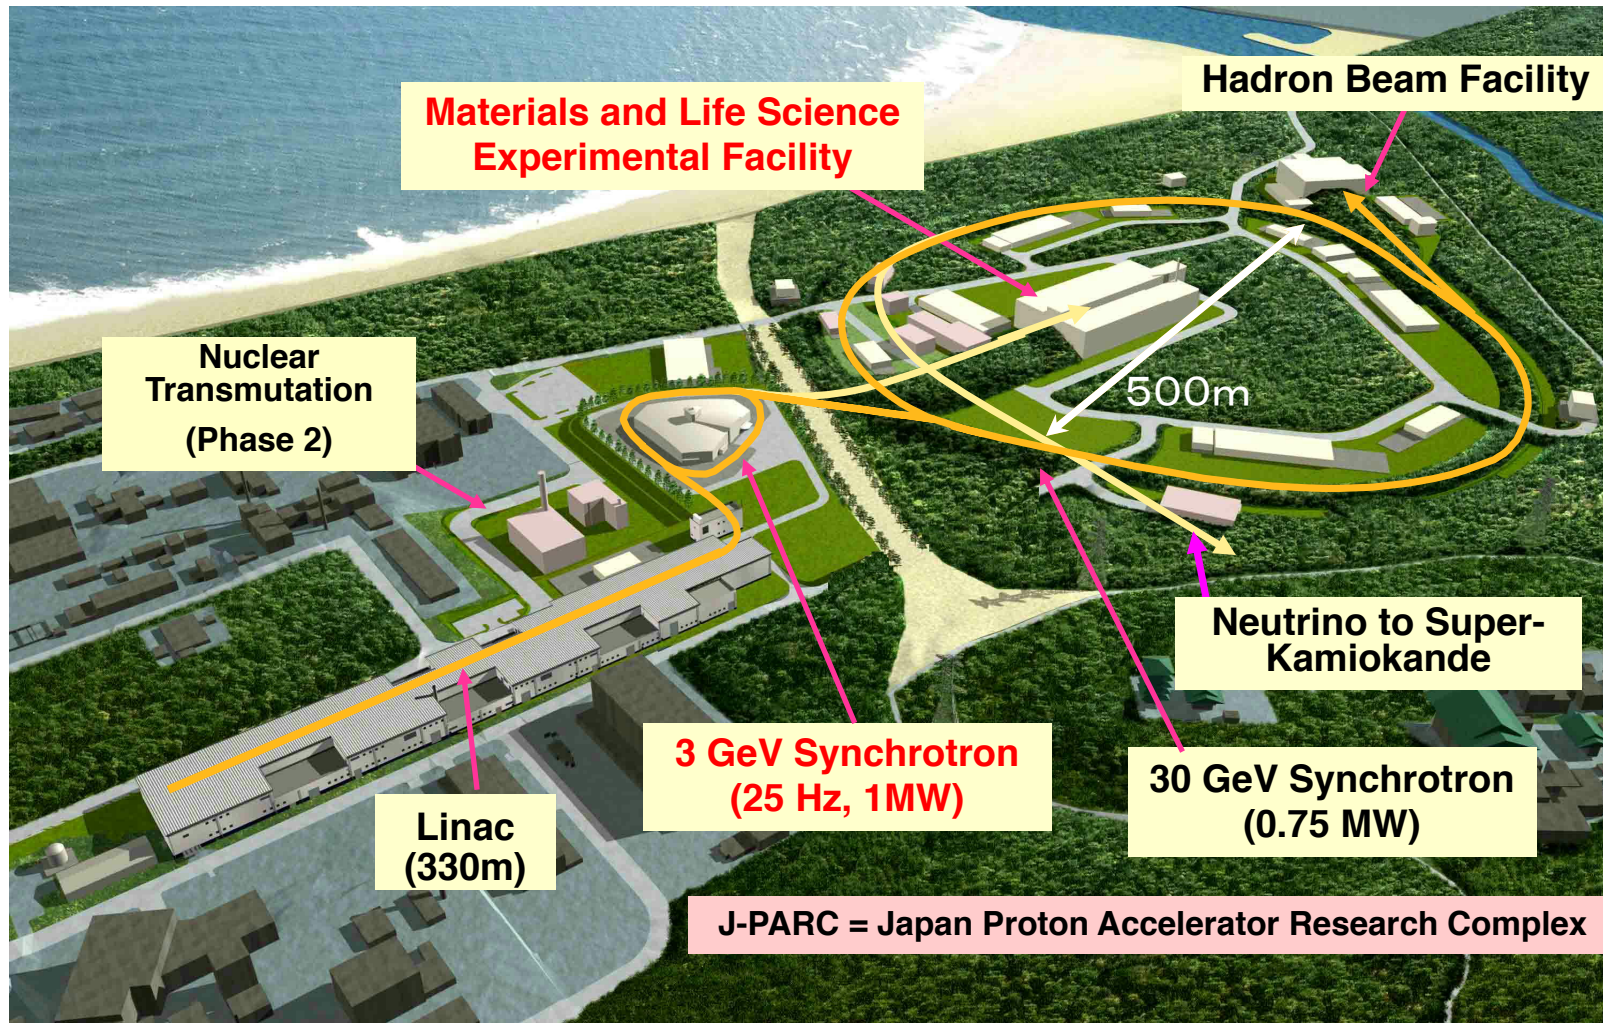 Hadron Beam Facility
Materials and Life Science
Experimental Facility
Nuclear
Transmutation
(Phase 2)
500m
Neutrino to Super-
Kamiokande
3 GeV Synchrotron
(25 Hz, 1MW)
30 GeV Synchrotron
(0.75 MW)
Linac
(330m)
J-PARC = Japan Proton Accelerator Research Complex